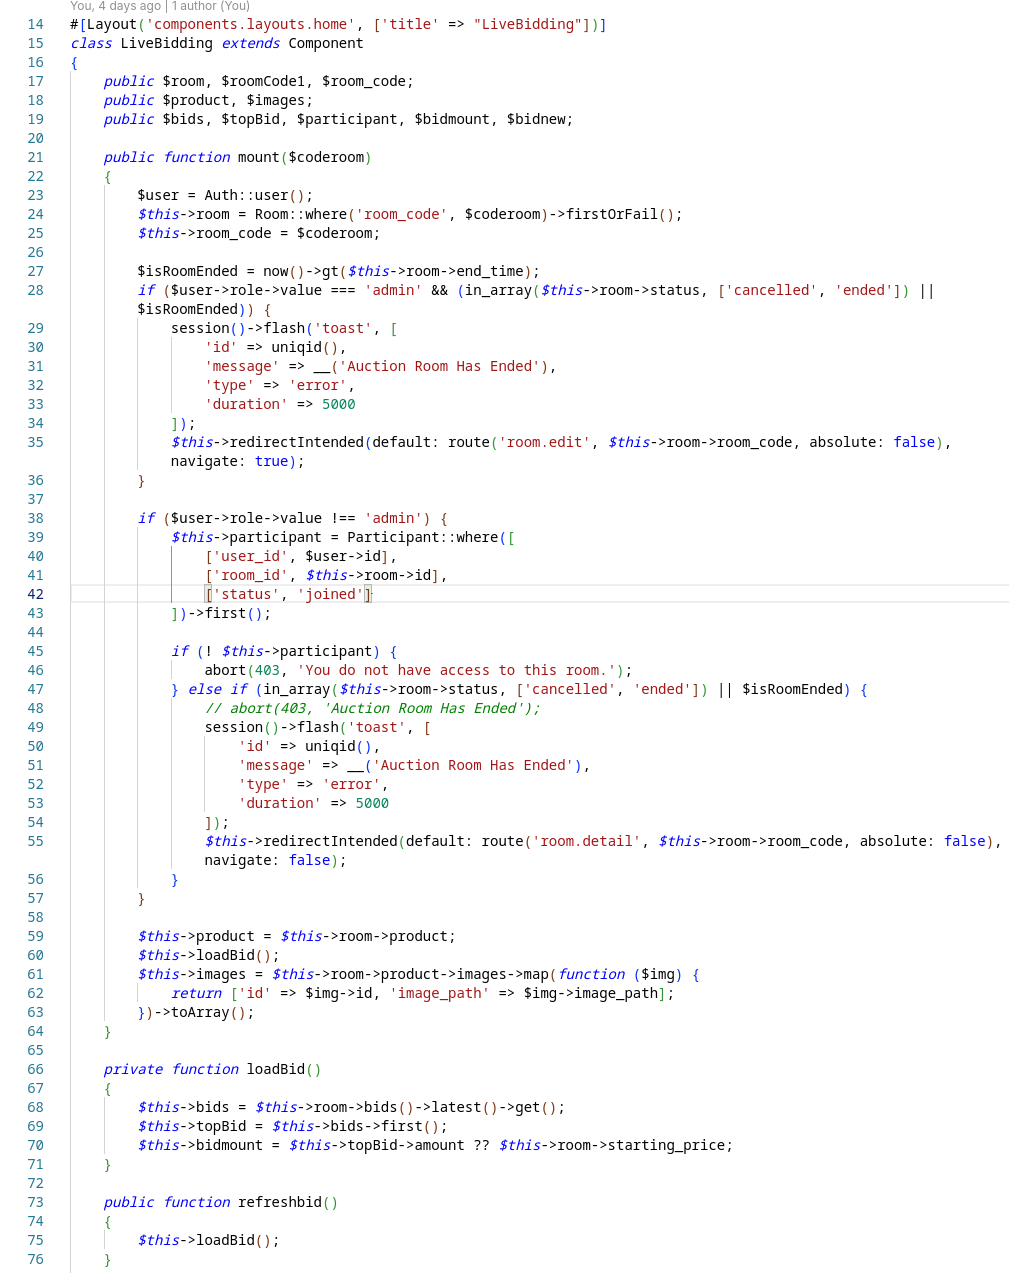 You, 4 days ago | 1 author (You)
14 #[Layout('components.layouts.home', ['title' => "LiveBidding"])]
15 class LiveBidding extends Component
16 {
17     public $room, $roomCode1, $room_code;
18     public $product, $images;
19     public $bids, $topBid, $participant, $bidmount, $bidnew;
20
21     public function mount($coderoom)
22     {
23         $user = Auth::user();
24         $this->room = Room::where('room_code', $coderoom)->firstOrFail();
25         $this->room_code = $coderoom;
26
27         $isRoomEnded = now()->gt($this->room->end_time);
28         if ($user->role->value === 'admin' && (in_array($this->room->status, ['cancelled', 'ended']) ||
$isRoomEnded)) {
29             session()->flash('toast', [
30                 'id' => uniqid(),
31                 'message' => __('Auction Room Has Ended'),
32                 'type' => 'error',
33                 'duration' => 5000
34             ]);
35             $this->redirectIntended(default: route('room.edit', $this->room->room_code, absolute: false),
navigate: true);
36         }
37
38         if ($user->role->value !== 'admin') {
39             $this->participant = Participant::where([
40                 ['user_id', $user->id],
41                 ['room_id', $this->room->id],
42                 ['status', 'joined']
43             ])->first();
44
45             if (! $this->participant) {
46                 abort(403, 'You do not have access to this room.');
47             } else if (in_array($this->room->status, ['cancelled', 'ended']) || $isRoomEnded) {
48                 // abort(403, 'Auction Room Has Ended');
49                 session()->flash('toast', [
50                     'id' => uniqid(),
51                     'message' => __('Auction Room Has Ended'),
52                     'type' => 'error',
53                     'duration' => 5000
54                 ]);
55                 $this->redirectIntended(default: route('room.detail', $this->room->room_code, absolute: false),
navigate: false);
56             }
57         }
58
59         $this->product = $this->room->product;
60         $this->loadBid();
61         $this->images = $this->room->product->images->map(function ($img) {
62             return ['id' => $img->id, 'image_path' => $img->image_path];
63         })->toArray();
64     }
65
66     private function loadBid()
67     {
68         $this->bids = $this->room->bids()->latest()->get();
69         $this->topBid = $this->bids->first();
70         $this->bidmount = $this->topBid->amount ?? $this->room->starting_price;
71     }
72
73     public function refreshbid()
74     {
75         $this->loadBid();
76     }